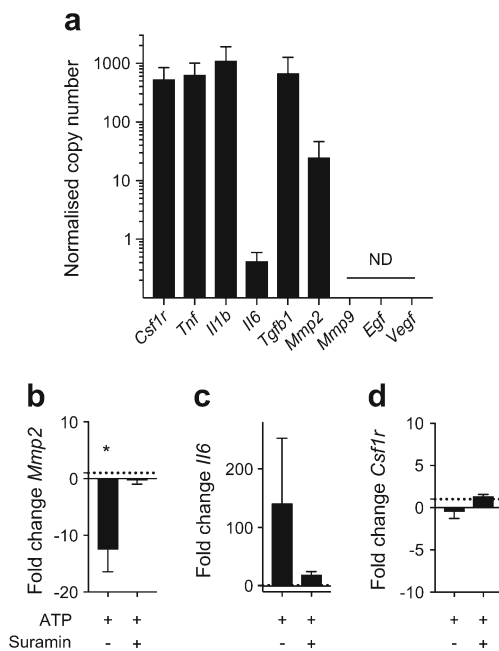 a
Normalised copy number
1000
100
10
1
ND
Csf1r Tnf Il1b Il6 Tgfb1 Mmp2 Mmp9 Egf Vegf
b
Fold change Mmp2
10
0
-10
-20
*
c
Fold change Il6
200
100
0
d
Fold change Csf1r
10
5
0
-5
-10
ATP + + + + + +
Suramin - + - + - +